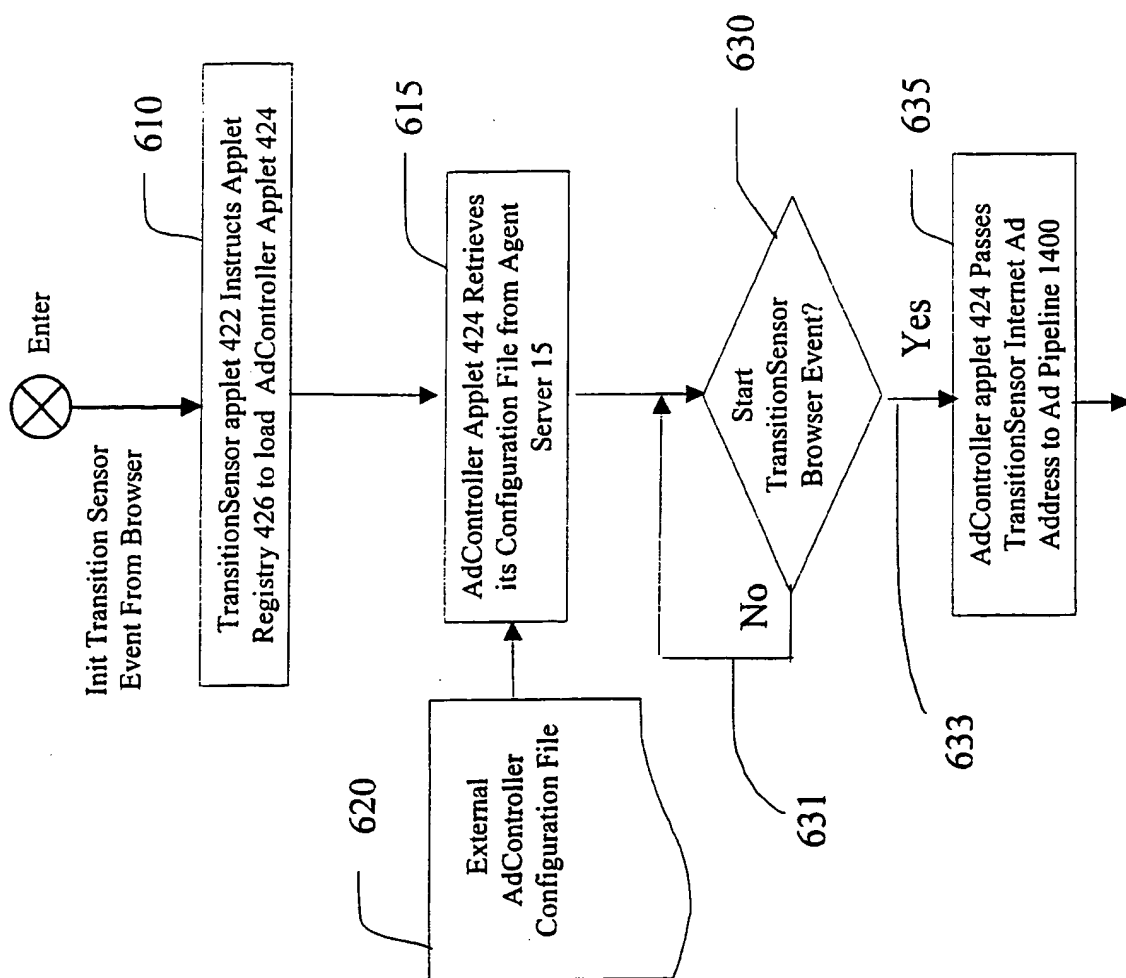 Enter
Init Transition Sensor
Event From Browser
610
TransitionSensor applet 422 Instructs Applet
Registry 426 to load AdController Applet 424
615
AdController Applet 424 Retrieves
its Configuration File from Agent
Server 15
620
External
AdController
Configuration File
630
Start
TransitionSensor
Browser Event?
No
631
Yes
633
635
AdController applet 424 Passes
TransitionSensor Internet Ad
Address to Ad Pipeline 1400